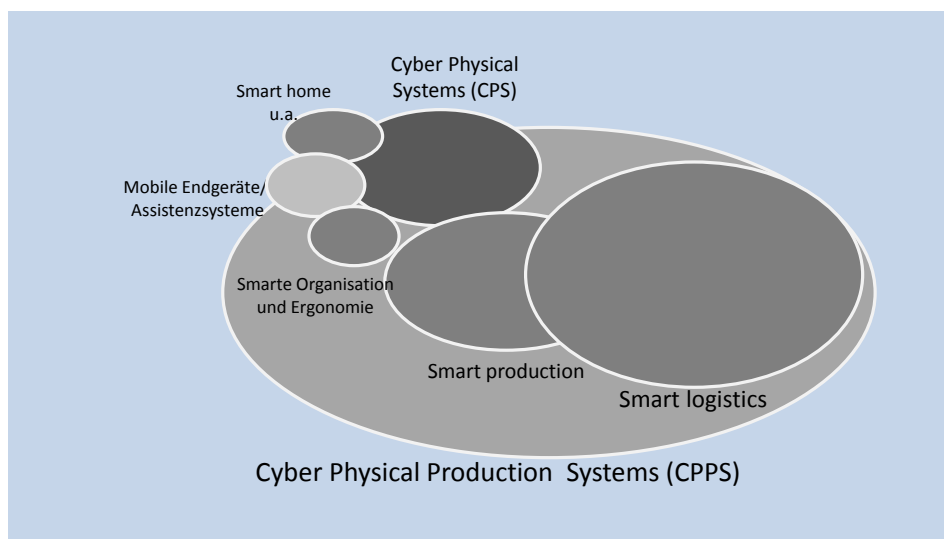 Cyber Physical
Systems (CPS)
Smart home
u.a.
Mobile Endgeräte/
Assistenzsysteme
Smarte Organisation
und Ergonomie
Smart production
Smart logistics
Cyber Physical Production Systems (CPPS)